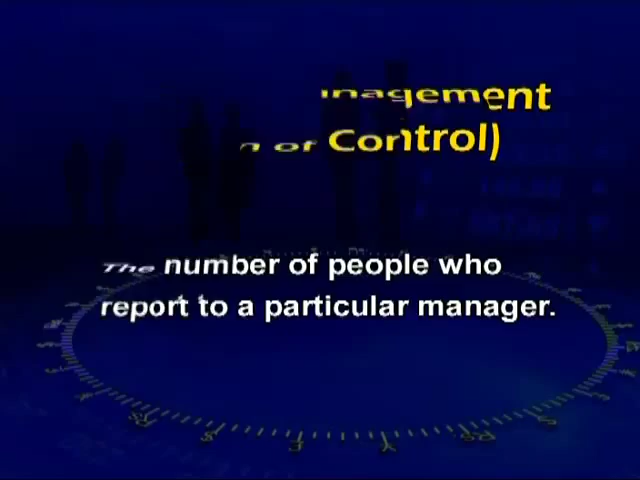 nagement
n of Control)
The number of people who
report to a particular manager.